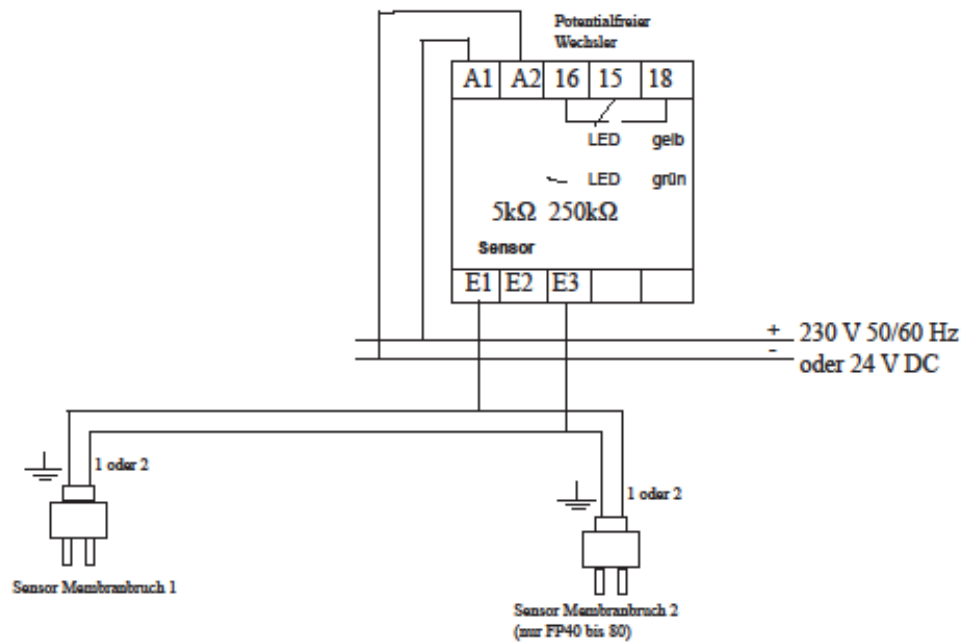 Potentialfreier
Wechsler
A1 A2 16 15 18
LED gelb
LED grün
5kΩ 250kΩ
Sensor
E1 E2 E3
+ 230 V 50/60 Hz
- oder 24 V DC
1 oder 2
1 oder 2
Sensor Membranbruch 1
Sensor Membranbruch 2
(nur FP40 bis 80)